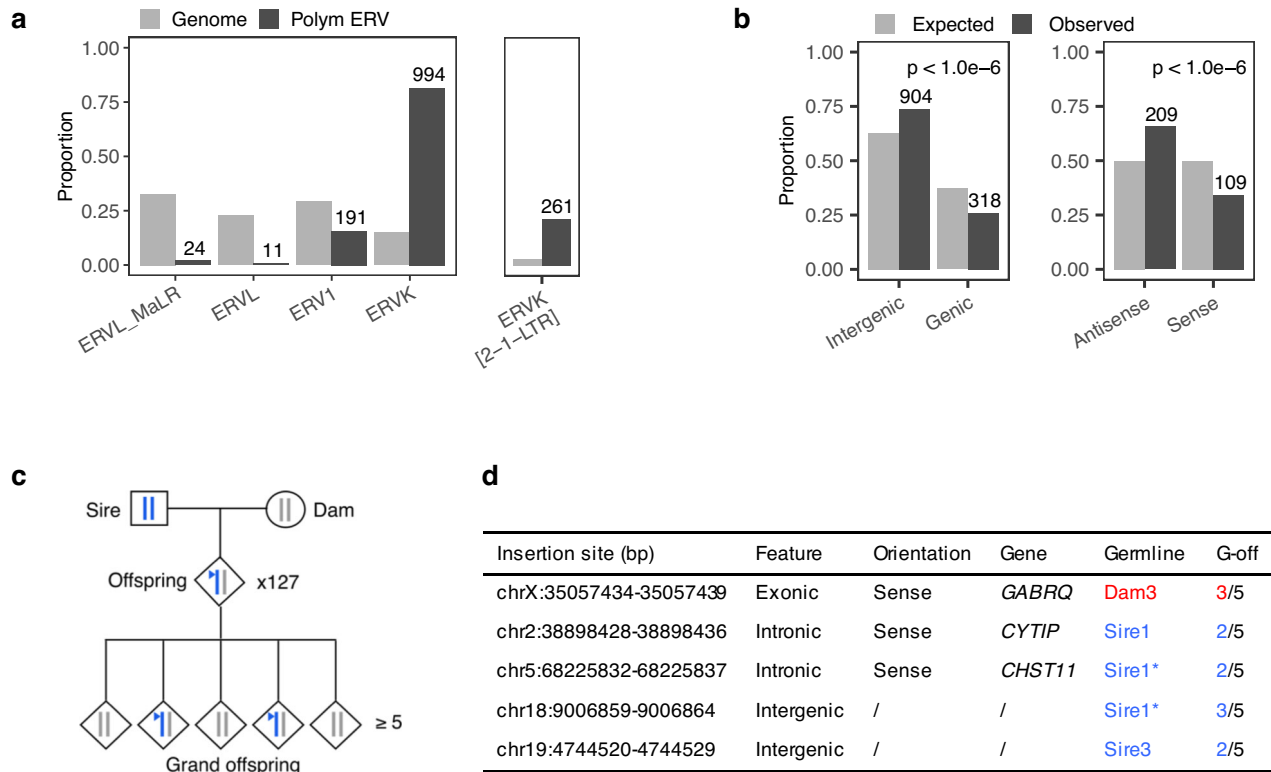 a
Genome Polym ERV
Proportion
1.00
0.75
0.50
0.25
0.00
24
11
191
994
261
ERVL_MaLR
ERVL
ERV1
ERVK
ERVK
[2−1−LTR]
b
Expected Observed
Proportion
1.00
0.75
0.50
0.25
0.00
p < 1.0e−6
904
318
Intergenic
Genic
1.00
0.75
0.50
0.25
0.00
p < 1.0e−6
209
109
Antisense
Sense
c
Sire
Dam
Offspring x127
≥ 5
Grand offspring
d
Insertion site (bp) Feature Orientation Gene Germline G-off
chrX:35057434-35057439 Exonic Sense GABRQ Dam3 3/5
chr2:38898428-38898436 Intronic Sense CYTIP Sire1 2/5
chr5:68225832-68225837 Intronic Sense CHST11 Sire1* 2/5
chr18:9006859-9006864 Intergenic / / Sire1* 3/5
chr19:4744520-4744529 Intergenic / / Sire3 2/5